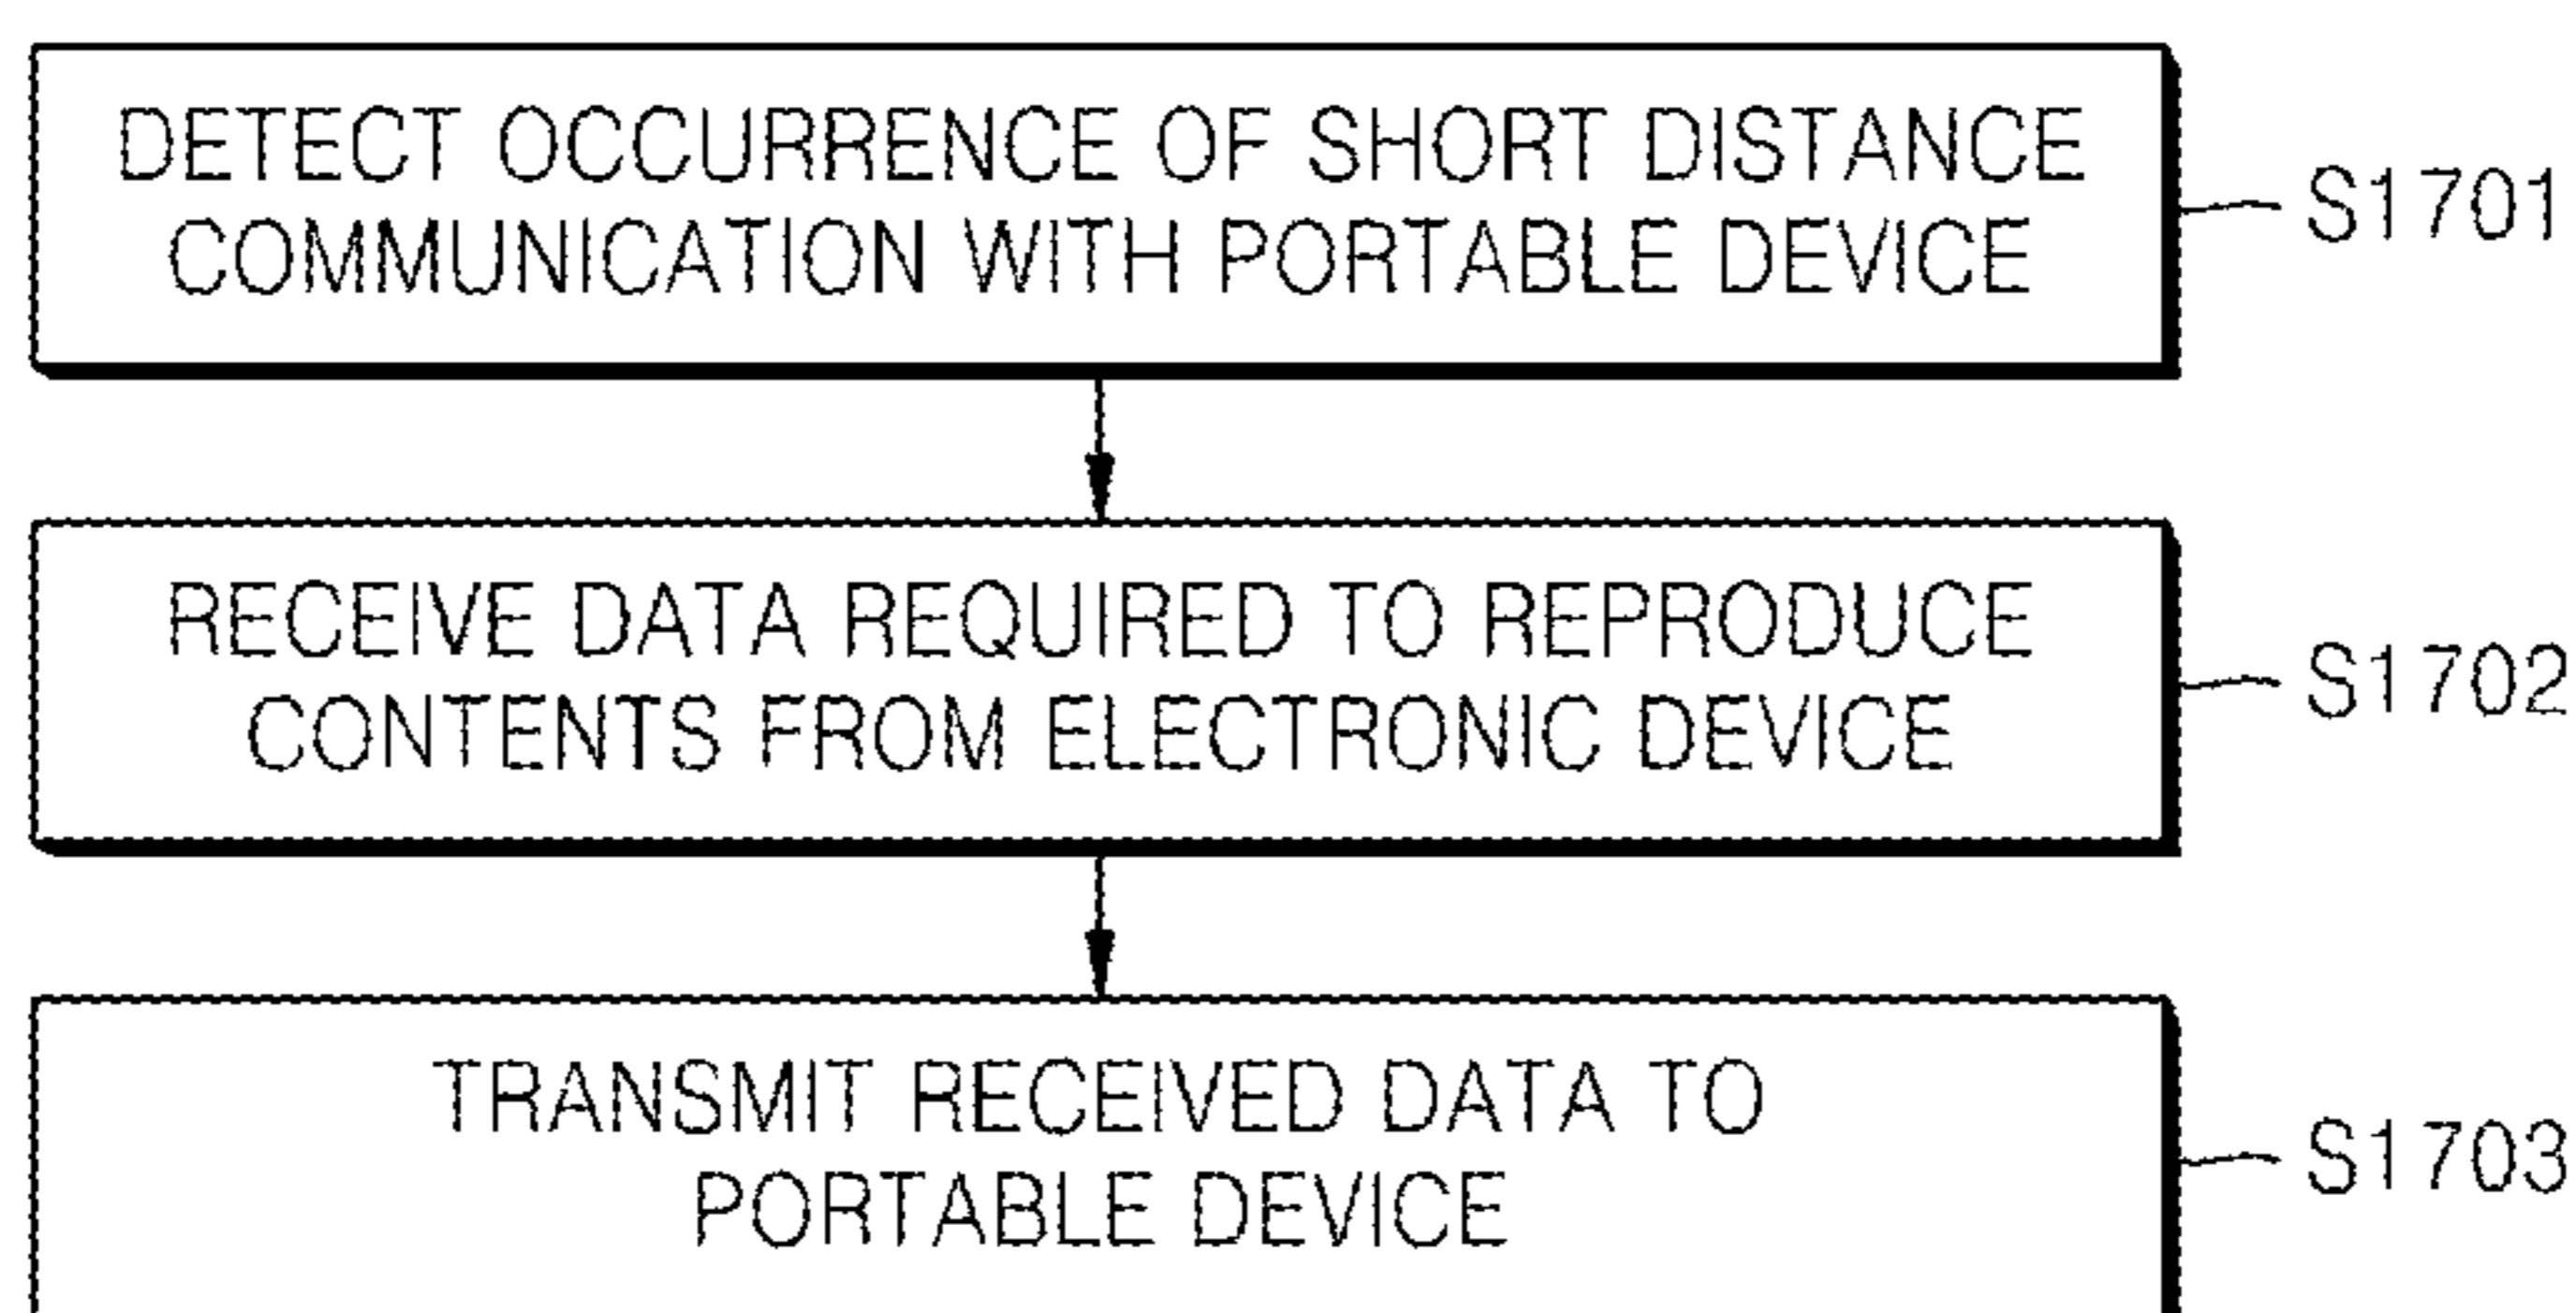 DETECT OCCURRENCE OF SHORT DISTANCE
COMMUNICATION WITH PORTABLE DEVICE
S1701
RECEIVE DATA REQUIRED TO REPRODUCE
CONTENTS FROM ELECTRONIC DEVICE
S1702
TRANSMIT RECEIVED DATA TO
PORTABLE DEVICE
S1703